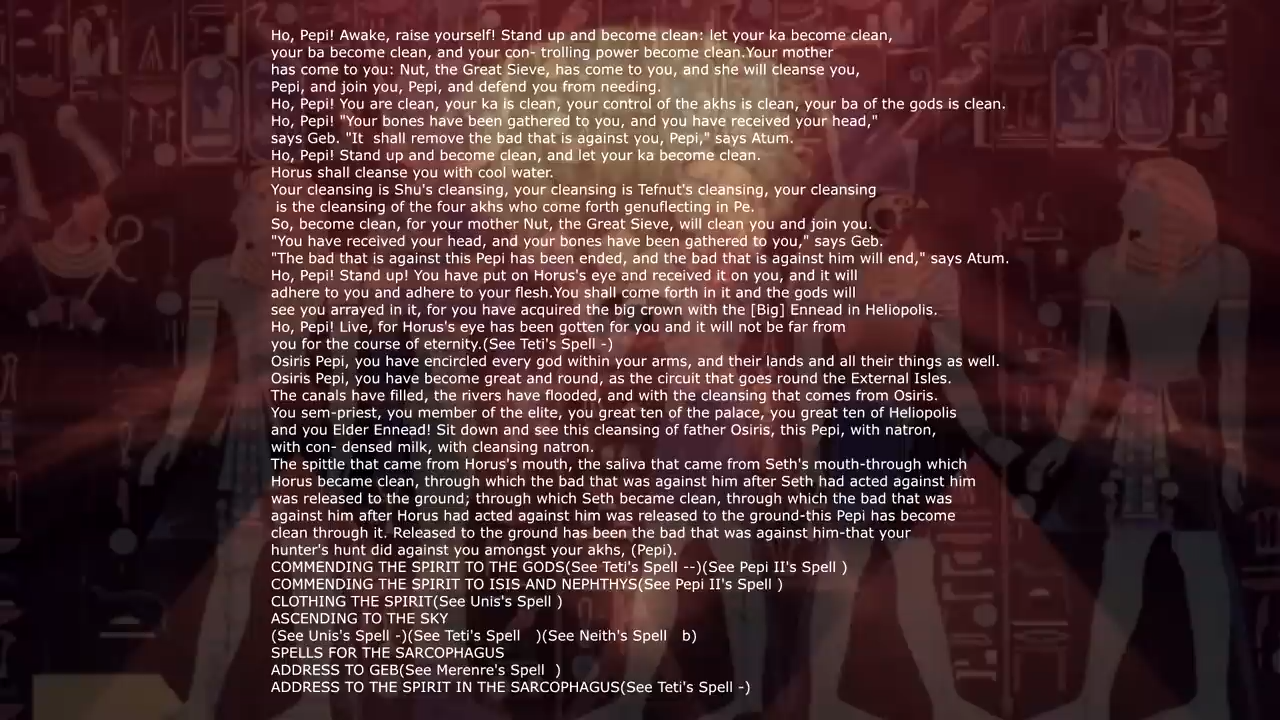 Ho, Pepi! Awake, raise yourself! Stand up and become clean: let your ka become clean,
your ba become clean, and your con- trolling power become clean.Your mother
has come to you: Nut, the Great Sieve, has come to you, and she will cleanse you,
Pepi, and join you, Pepi, and defend you from needing.
Ho, Pepi! You are clean, your ka is clean, your control of the akhs is clean, your ba of the gods is clean.
Ho, Pepi! "Your bones have been gathered to you, and you have received your head,"
says Geb. "It  shall remove the bad that is against you, Pepi," says Atum.
Ho, Pepi! Stand up and become clean, and let your ka become clean.
Horus shall cleanse you with cool water.
Your cleansing is Shu's cleansing, your cleansing is Tefnut's cleansing, your cleansing
is the cleansing of the four akhs who come forth genuflecting in Pe.
So, become clean, for your mother Nut, the Great Sieve, will clean you and join you.
"You have received your head, and your bones have been gathered to you," says Geb.
"The bad that is against this Pepi has been ended, and the bad that is against him will end," says Atum.
Ho, Pepi! Stand up! You have put on Horus's eye and received it on you, and it will
adhere to you and adhere to your flesh.You shall come forth in it and the gods will
see you arrayed in it, for you have acquired the big crown with the [Big] Ennead in Heliopolis.
Ho, Pepi! Live, for Horus's eye has been gotten for you and it will not be far from
you for the course of eternity.(See Teti's Spell -)
Osiris Pepi, you have encircled every god within your arms, and their lands and all their things as well.
Osiris Pepi, you have become great and round, as the circuit that goes round the External Isles.
The canals have filled, the rivers have flooded, and with the cleansing that comes from Osiris.
You sem-priest, you member of the elite, you great ten of the palace, you great ten of Heliopolis
and you Elder Ennead! Sit down and see this cleansing of father Osiris, this Pepi, with natron,
with con- densed milk, with cleansing natron.
The spittle that came from Horus's mouth, the saliva that came from Seth's mouth-through which
Horus became clean, through which the bad that was against him after Seth had acted against him
was released to the ground; through which Seth became clean, through which the bad that was
against him after Horus had acted against him was released to the ground-this Pepi has become
clean through it. Released to the ground has been the bad that was against him-that your
hunter's hunt did against you amongst your akhs, (Pepi).
COMMENDING THE SPIRIT TO THE GODS(See Teti's Spell --)(See Pepi II's Spell )
COMMENDING THE SPIRIT TO ISIS AND NEPHTHYS(See Pepi II's Spell )
CLOTHING THE SPIRIT(See Unis's Spell )
ASCENDING TO THE SKY
(See Unis's Spell -)(See Teti's Spell   )(See Neith's Spell   b)
SPELLS FOR THE SARCOPHAGUS
ADDRESS TO GEB(See Merenre's Spell  )
ADDRESS TO THE SPIRIT IN THE SARCOPHAGUS(See Teti's Spell -)